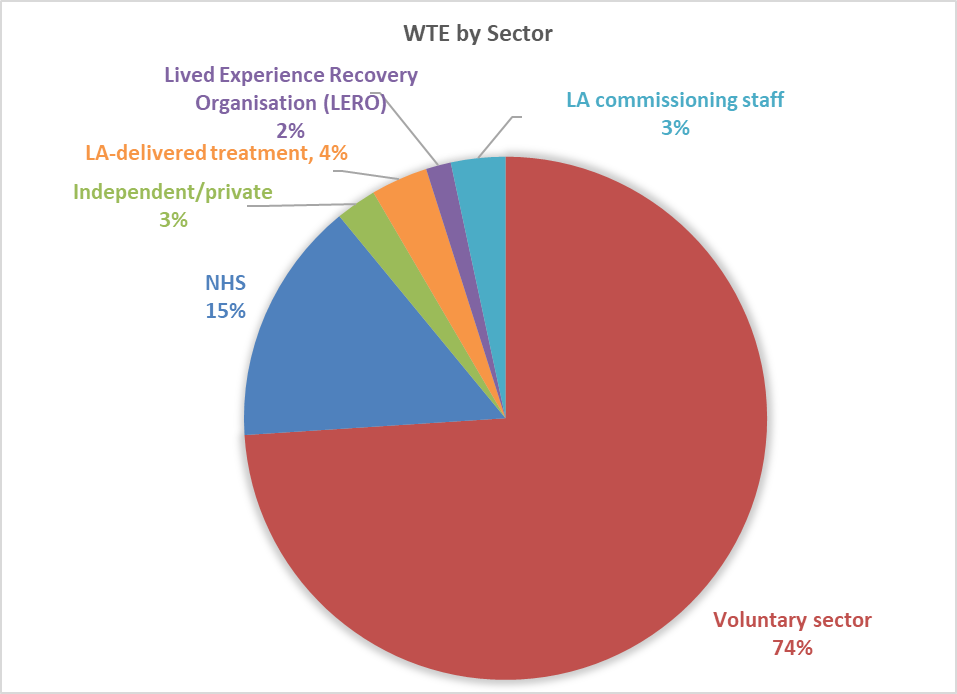 WTE by Sector
Lived Experience Recovery
Organisation (LERO)
2%
LA commissioning staff
3%
LA-delivered treatment, 4%
Independent/private
3%
NHS
15%
Voluntary sector
74%